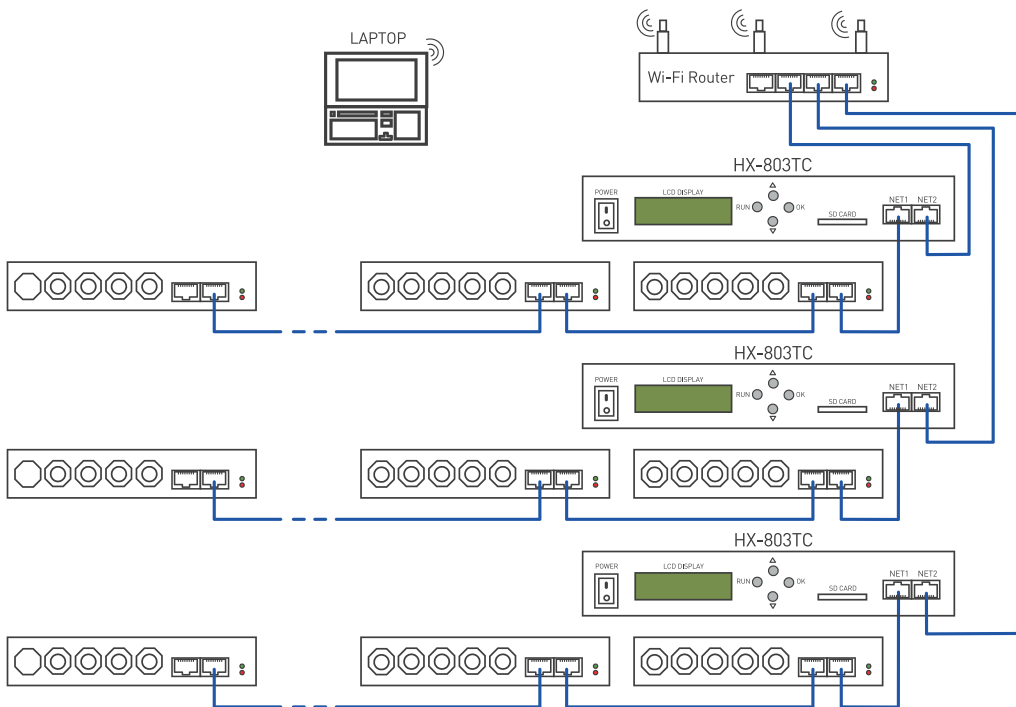 LAPTOP
Wi-Fi Router
HX-803TC
POWER
LCD DISPLAY
RUN
OK
SD CARD
NET1
NET2
HX-803TC
POWER
LCD DISPLAY
RUN
OK
SD CARD
NET1
NET2
HX-803TC
POWER
LCD DISPLAY
RUN
OK
SD CARD
NET1
NET2